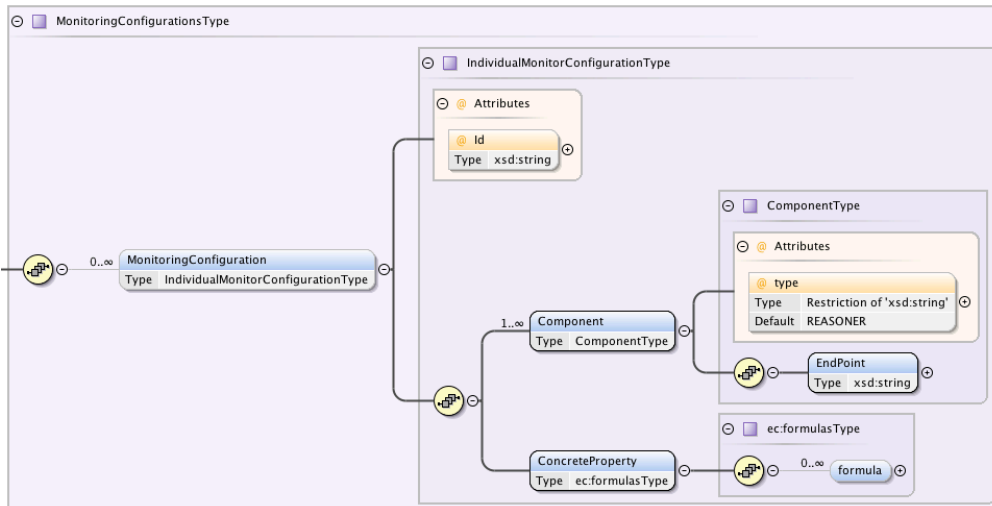 MonitoringConfigurationsType
IndividualMonitorConfigurationType
@ Attributes
@ Id
Type xsd:string
ComponentType
@ Attributes
@ type
Type Restriction of 'xsd:string'
Default REASONER
0..∞
MonitoringConfiguration
Type IndividualMonitorConfigurationType
1..∞
Component
Type ComponentType
EndPoint
Type xsd:string
ec:formulasType
ConcreteProperty
Type ec:formulasType
0..∞
formula